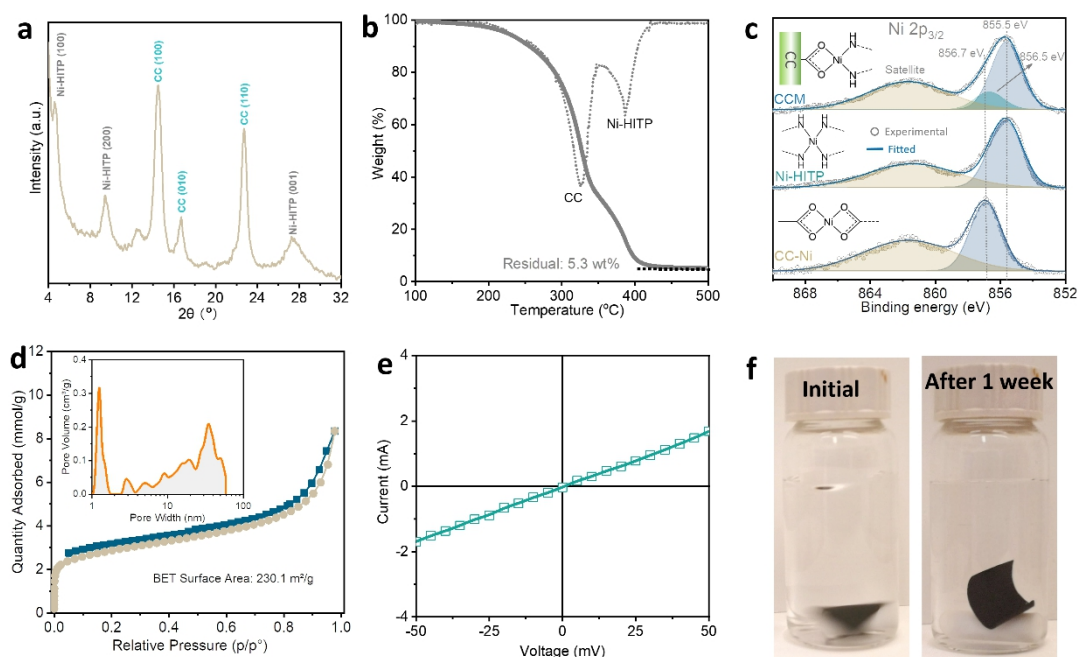 a
Intensity (a.u.)
Ni-HITP (100)
Ni-HITP (200)
CC (100)
CC (010)
CC (110)
Ni-HITP (001)
4 8 12 16 20 24 28 32
2θ (°)
b
Weight (%)
100
80
60
40
20
0
CC
Ni-HITP
Residual: 5.3 wt%
100 200 300 400 500
Temperature (°C)
c
Ni 2p3/2
855.5 eV
856.7 eV
856.5 eV
Satellite
CC
O
O
Ni
H
N
N
H
CCM
H H
N N
Ni
N N
H H
Experimental
Fitted
Ni-HITP
O O
Ni
O O
CC-Ni
868 864 860 856 852
Binding energy (eV)
d
Quantity Adsorbed (mmol/g)
12
10
8
6
4
2
0
Pore Volume (cm³/g)
0.4
0.3
0.2
0.1
0.0
1 10 100
Pore Width (nm)
BET Surface Area: 230.1 m²/g
0.0 0.2 0.4 0.6 0.8 1.0
Relative Pressure (p/p°)
e
Current (mA)
4
2
0
-2
-4
-50 -25 0 25 50
Voltage (mV)
f
Initial
After 1 week